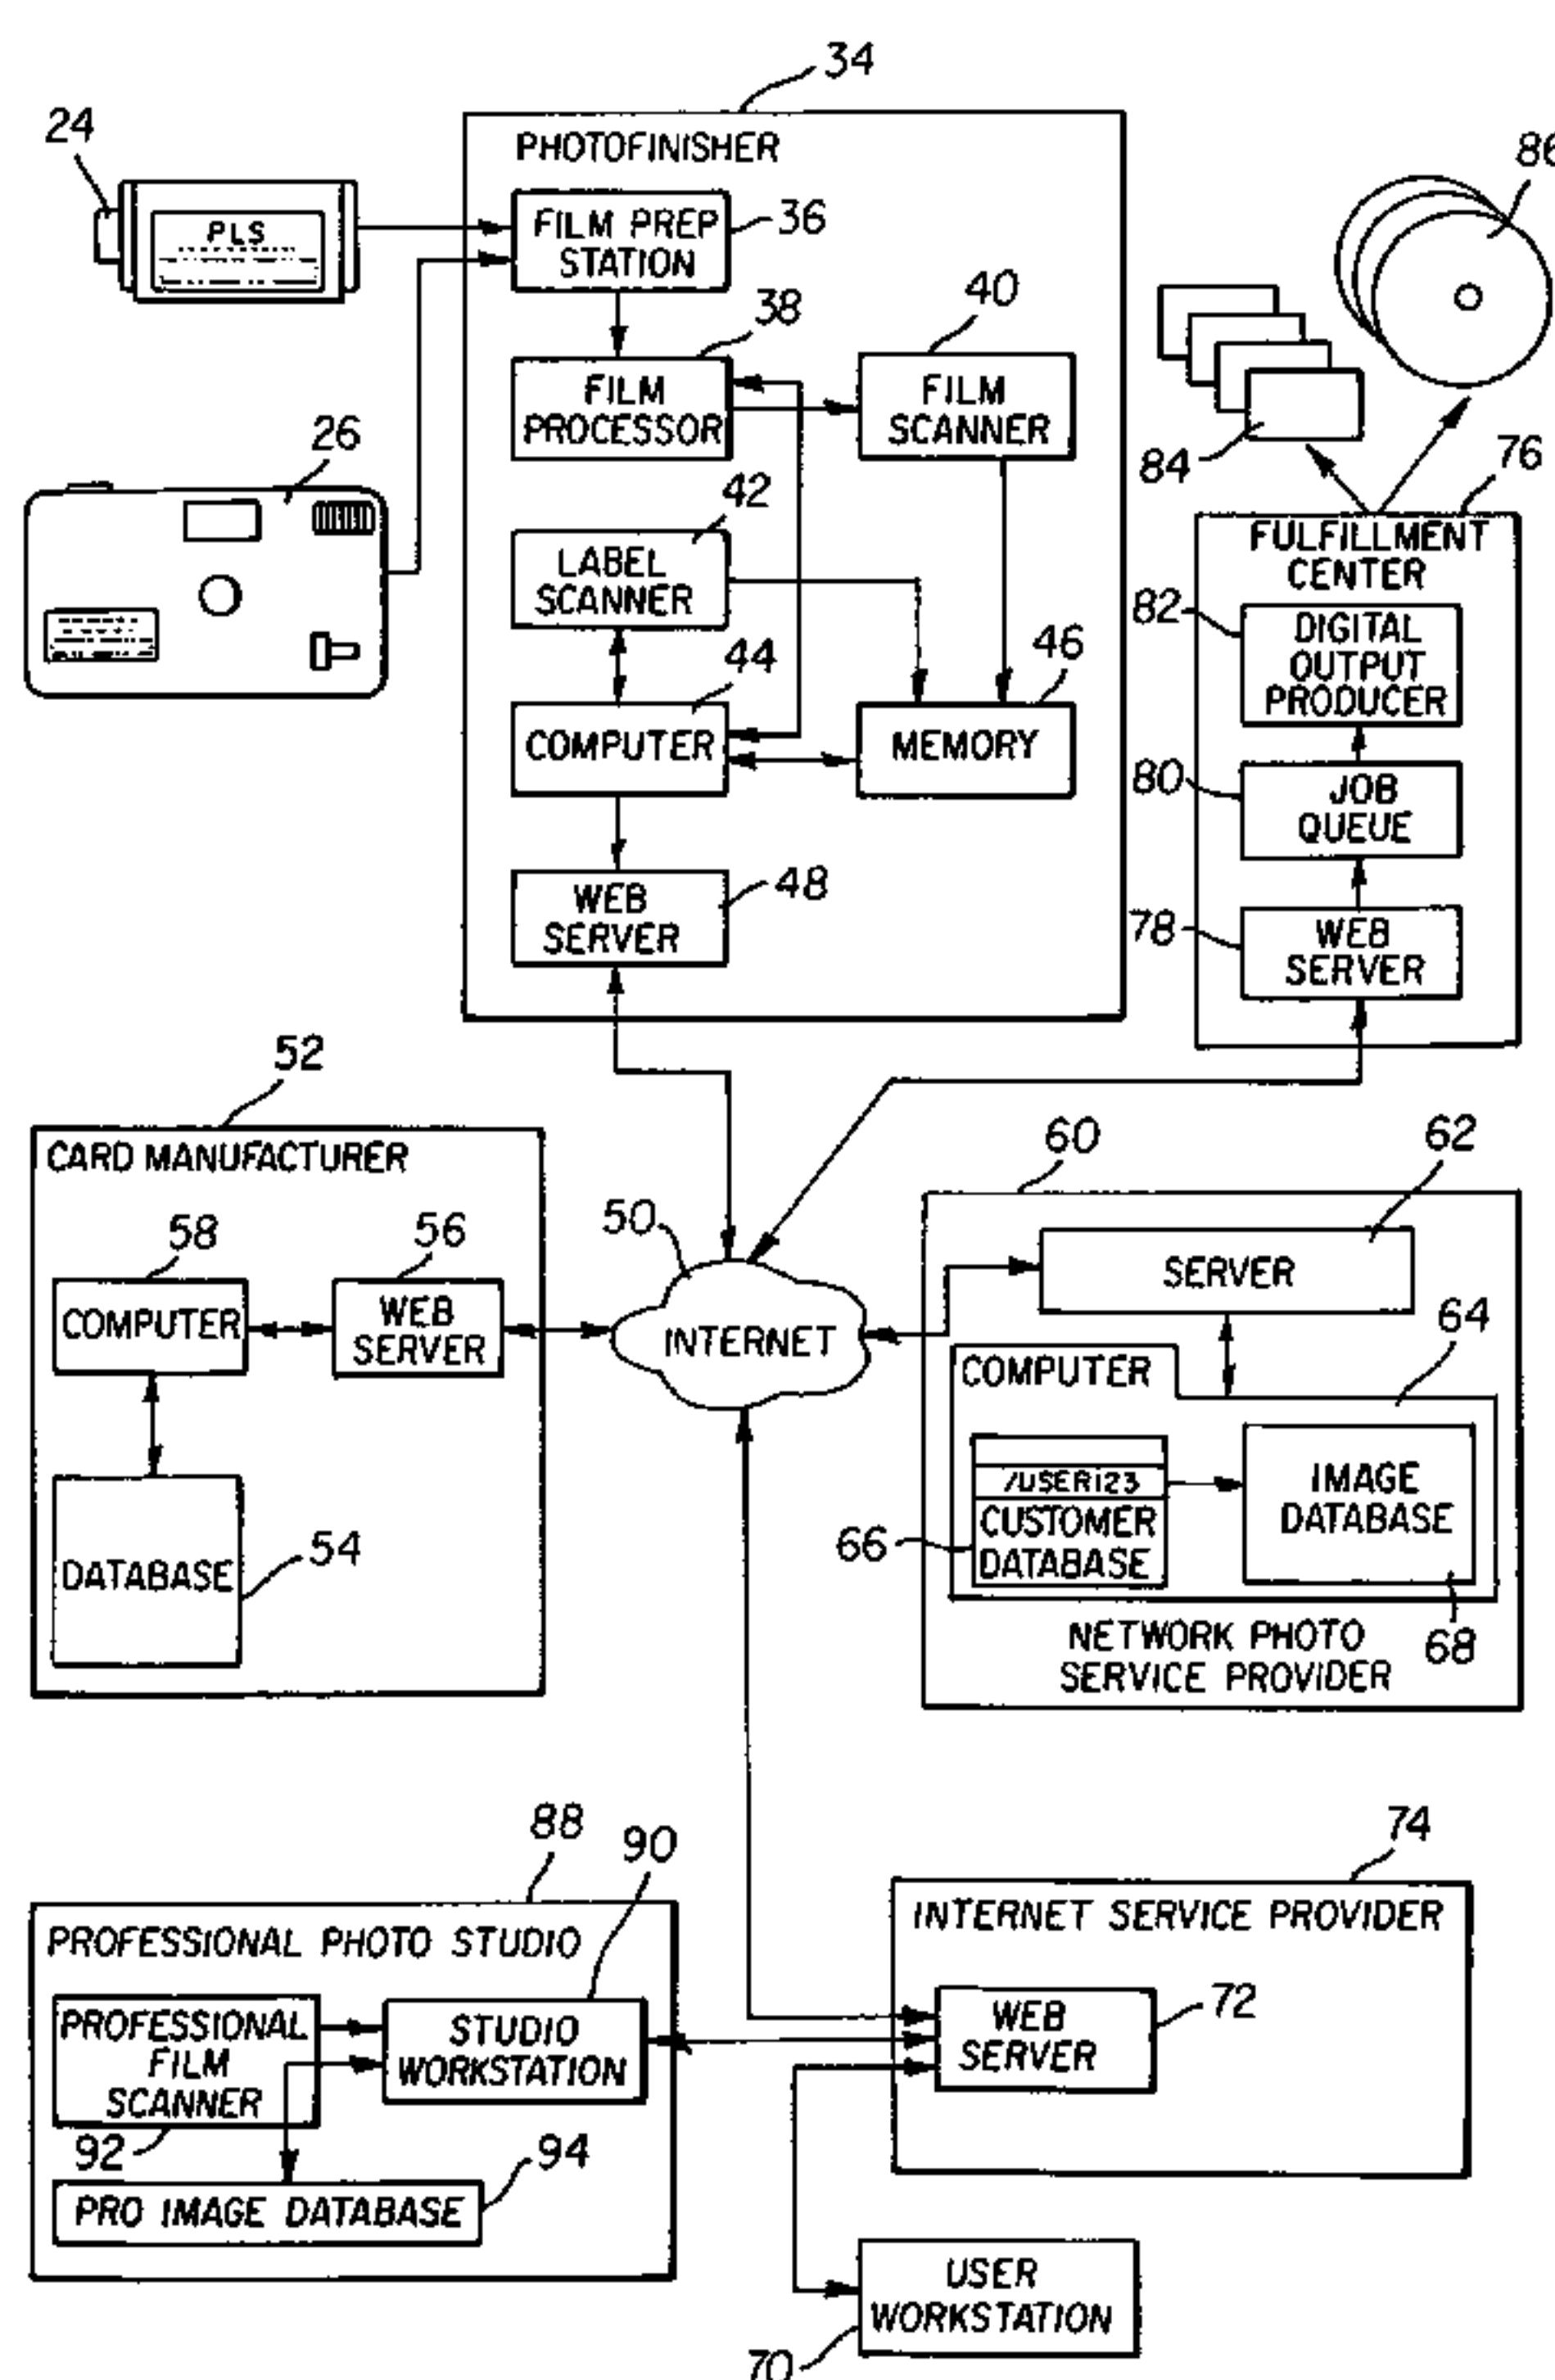 34
24
PHOTOFINISHER
86
PLS
FILM PREP
STATION
36
38
40
FILM
PROCESSOR
FILM
SCANNER
26
84
76
42
FULFILLMENT
CENTER
LABEL
SCANNER
82
DIGITAL
OUTPUT
PRODUCER
44
46
COMPUTER
MEMORY
80
JOB
QUEUE
WEB
SERVER
48
78
WEB
SERVER
52
CARD MANUFACTURER
60
62
50
58
56
SERVER
COMPUTER
WEB
SERVER
INTERNET
64
COMPUTER
/USER123
CUSTOMER
DATABASE
66
IMAGE
DATABASE
DATABASE
54
68
NETWORK PHOTO
SERVICE PROVIDER
88
90
74
PROFESSIONAL PHOTO STUDIO
INTERNET SERVICE PROVIDER
PROFESSIONAL
FILM
SCANNER
STUDIO
WORKSTATION
WEB
SERVER
72
92
94
PRO IMAGE DATABASE
USER
WORKSTATION
70